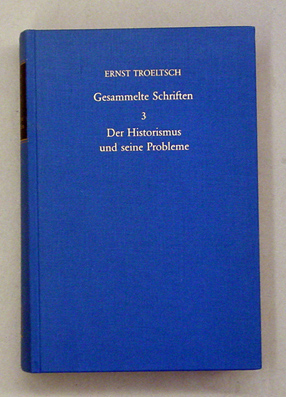 ERNST TROELTSCH
Gesammelte Schriften
3
Der Historismus
und seine Probleme